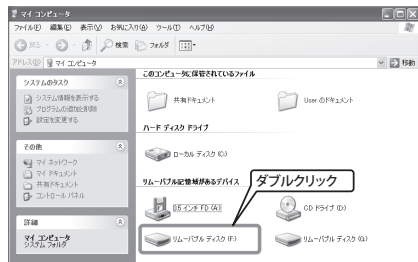 マイ コンピュータ
ファイル(F) 編集(E) 表示(V) お気に入り(A) ツール(T) ヘルプ(H)
戻る 検索 フォルダ
アドレス(D) マイ コンピュータ 移動
システムのタスク
システム情報を表示する
プログラムの追加と削除
設定を変更する
その他
マイ ネットワーク
マイ ドキュメント
共有ドキュメント
コントロール パネル
詳細
マイ コンピュータ
システム フォルダ
このコンピュータに保管されているファイル
共有ドキュメント User のドキュメント
ハード ディスク ドライブ
ローカル ディスク (C:)
リムーバブル記憶域があるデバイス
ダブルクリック
3.5 インチ FD (A:) CD ドライブ (D:)
リムーバブル ディスク (F:) リムーバブル ディスク (G:)